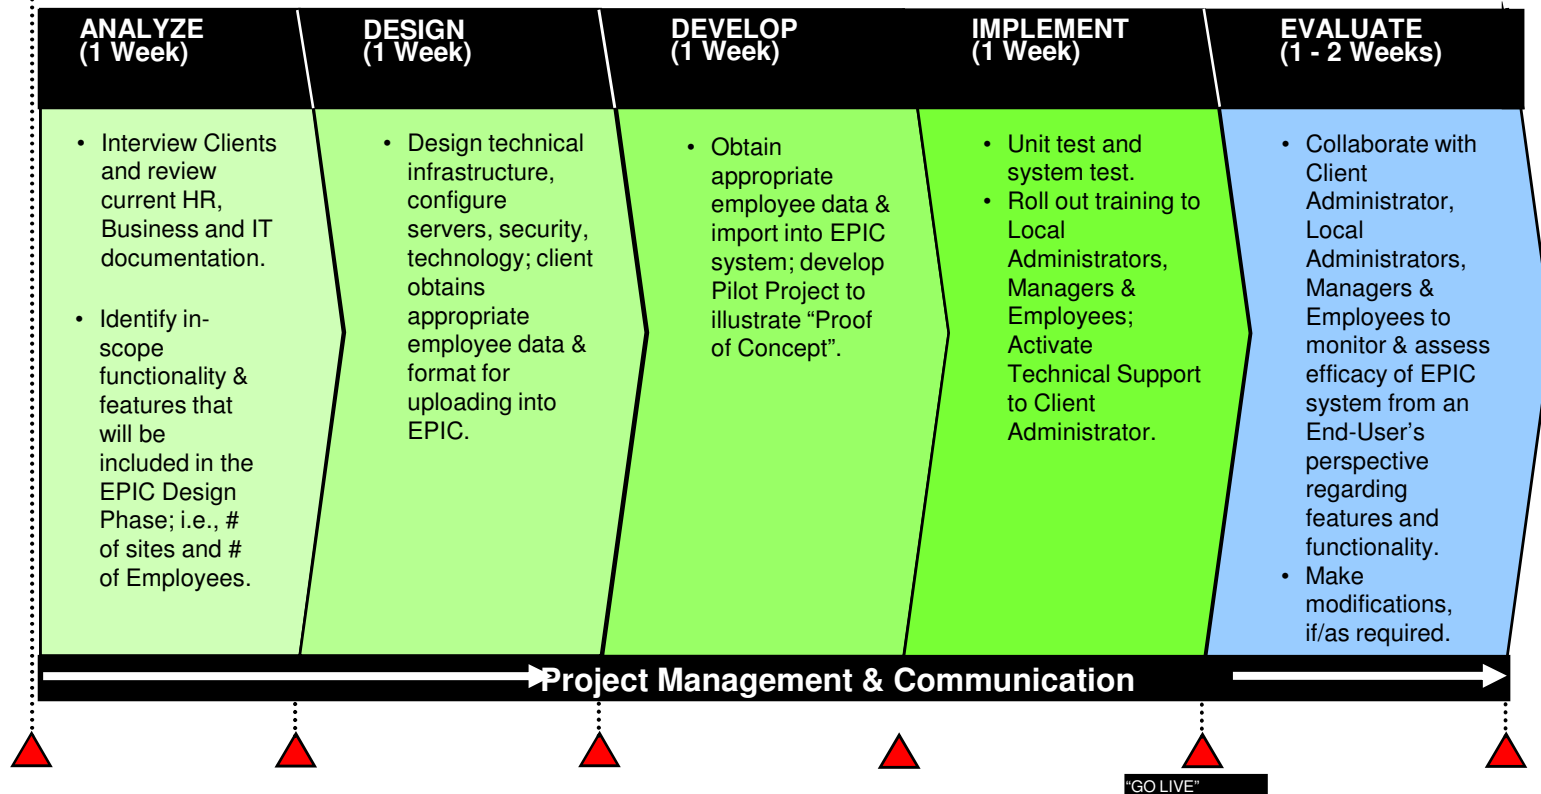 ANALYZE
(1 Week)
DESIGN
(1 Week)
DEVELOP
(1 Week)
IMPLEMENT
(1 Week)
EVALUATE
(1 - 2 Weeks)
• Interview Clients
and review
current HR,
Business and IT
documentation.
• Identify in-
scope
functionality &
features that
will be
included in the
EPIC Design
Phase; i.e., #
of sites and #
of Employees.
• Design technical
infrastructure,
configure
servers, security,
technology; client
obtains
appropriate
employee data &
format for
uploading into
EPIC.
• Obtain
appropriate
employee data &
import into EPIC
system; develop
Pilot Project to
illustrate “Proof
of Concept”.
• Unit test and
system test.
• Roll out training to
Local
Administrators,
Managers &
Employees;
Activate
Technical Support
to Client
Administrator.
• Collaborate with
Client
Administrator,
Local
Administrators,
Managers &
Employees to
monitor & assess
efficacy of EPIC
system from an
End-User’s
perspective
regarding
features and
functionality.
• Make
modifications,
if/as required.
Project Management & Communication
“GO LIVE”